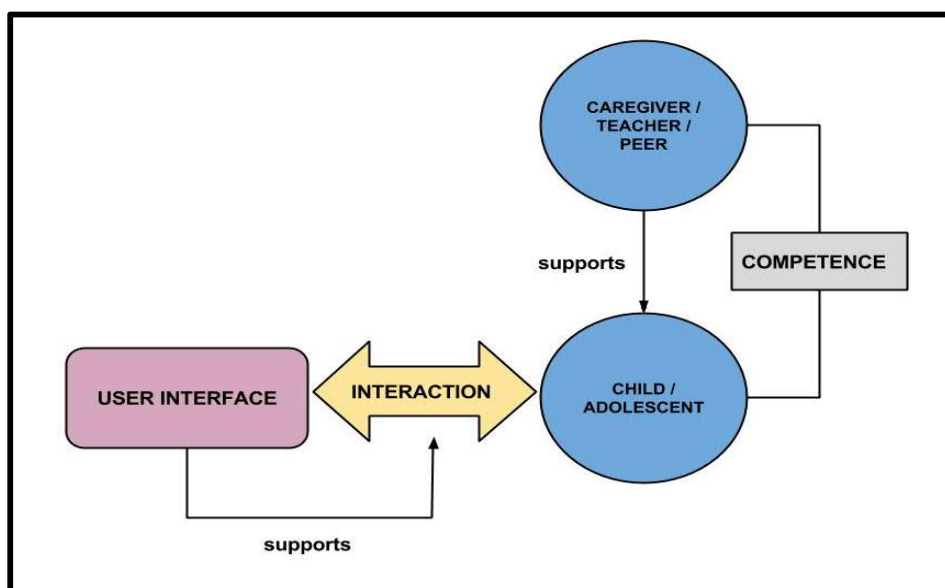 CAREGIVER /
TEACHER /
PEER
supports
COMPETENCE
USER INTERFACE
INTERACTION
CHILD /
ADOLESCENT
supports